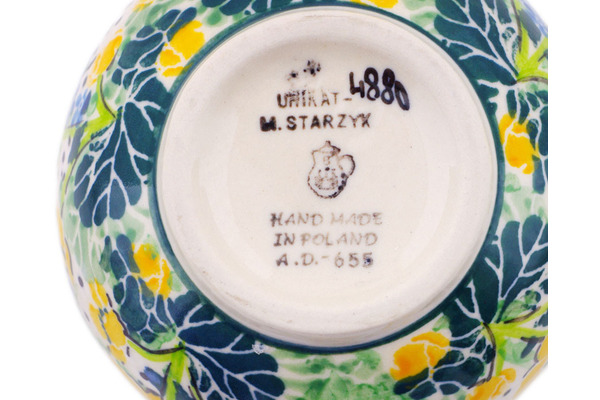 UNIKAT-4880
M. STARZYK
HAND MADE
IN POLAND
A.D.-655